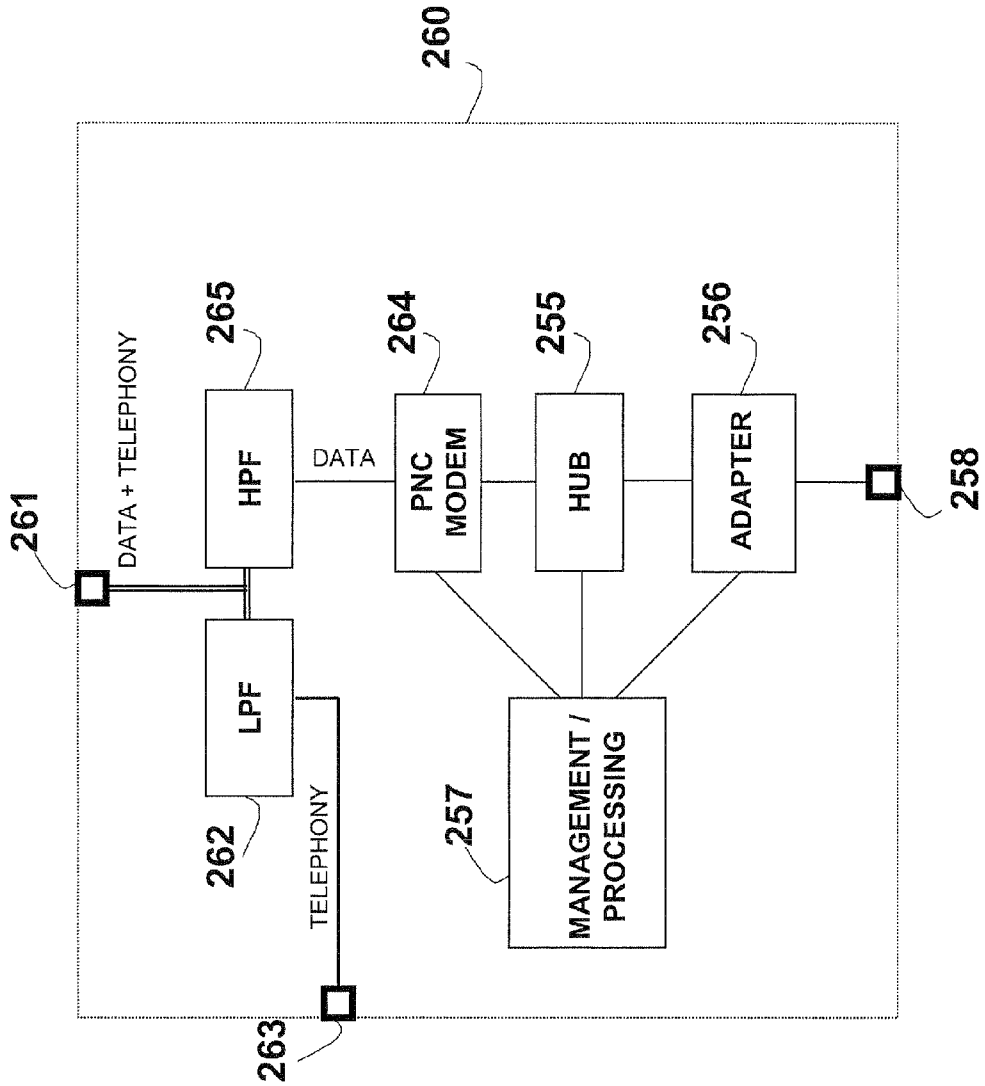 260
261
DATA + TELEPHONY
265
HPF
LPF
262
DATA
TELEPHONY
263
264
PNC
MODEM
255
HUB
256
ADAPTER
257
MANAGEMENT /
PROCESSING
258